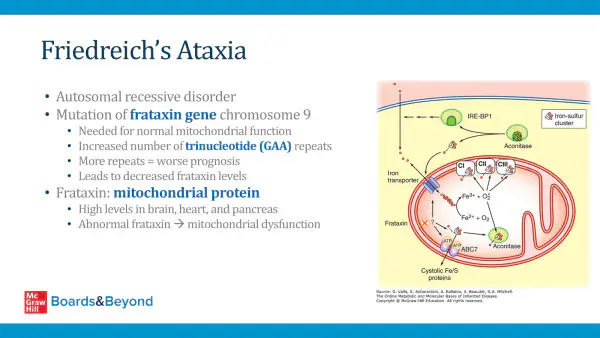 Friedreich's Ataxia
• Autosomal recessive disorder
• Mutation of frataxin gene chromosome 9
• Needed for normal mitochondrial function
• Increased number of trinucleotide (GAA) repeats
• More repeats = worse prognosis
• Leads to decreased frataxin levels
• Frataxin: mitochondrial protein
• High levels in brain, heart, and pancreas
• Abnormal frataxin → mitochondrial dysfunction
IRE-BP1
Iron-sulfur
cluster
Aconitase
CI
CII
CIII
Iron
transporter
Fe³⁺ + O₂⁻
Fe²⁺ + O₂
Frataxin
?
ATP
ATP
ABC7
Aconitase
Cystolic Fe/S
proteins
Source: D. Valle, S. Antonarakis, A. Ballabio, A. Beaudet, G.A. Mitchell.
The Online Metabolic and Molecular Bases of Inherited Disease.
Copyright © McGraw-Hill Education. All rights reserved.
Mc
Graw
Hill
Boards&Beyond